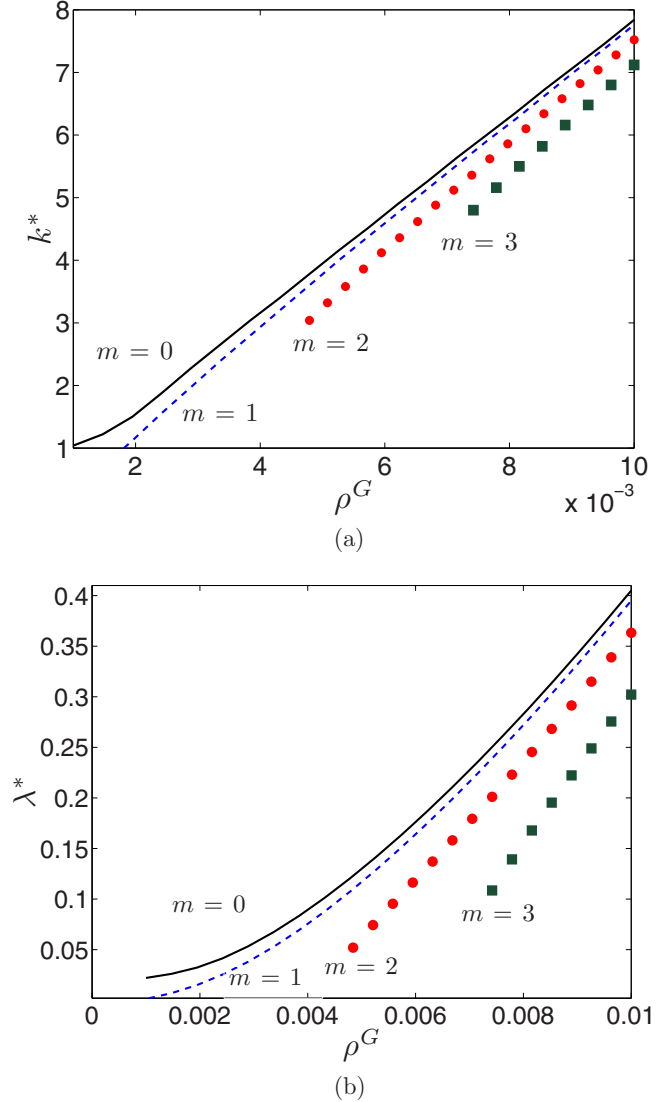 8
7
6
5
4
3
2
1
k*
m = 0
m = 1
m = 2
m = 3
2
4
6
8
10
ρ^G
x 10⁻³
(a)
0.4
0.35
0.3
0.25
0.2
0.15
0.1
0.05
λ*
m = 0
m = 1
m = 2
m = 3
0
0.002
0.004
0.006
0.008
0.01
ρ^G
(b)